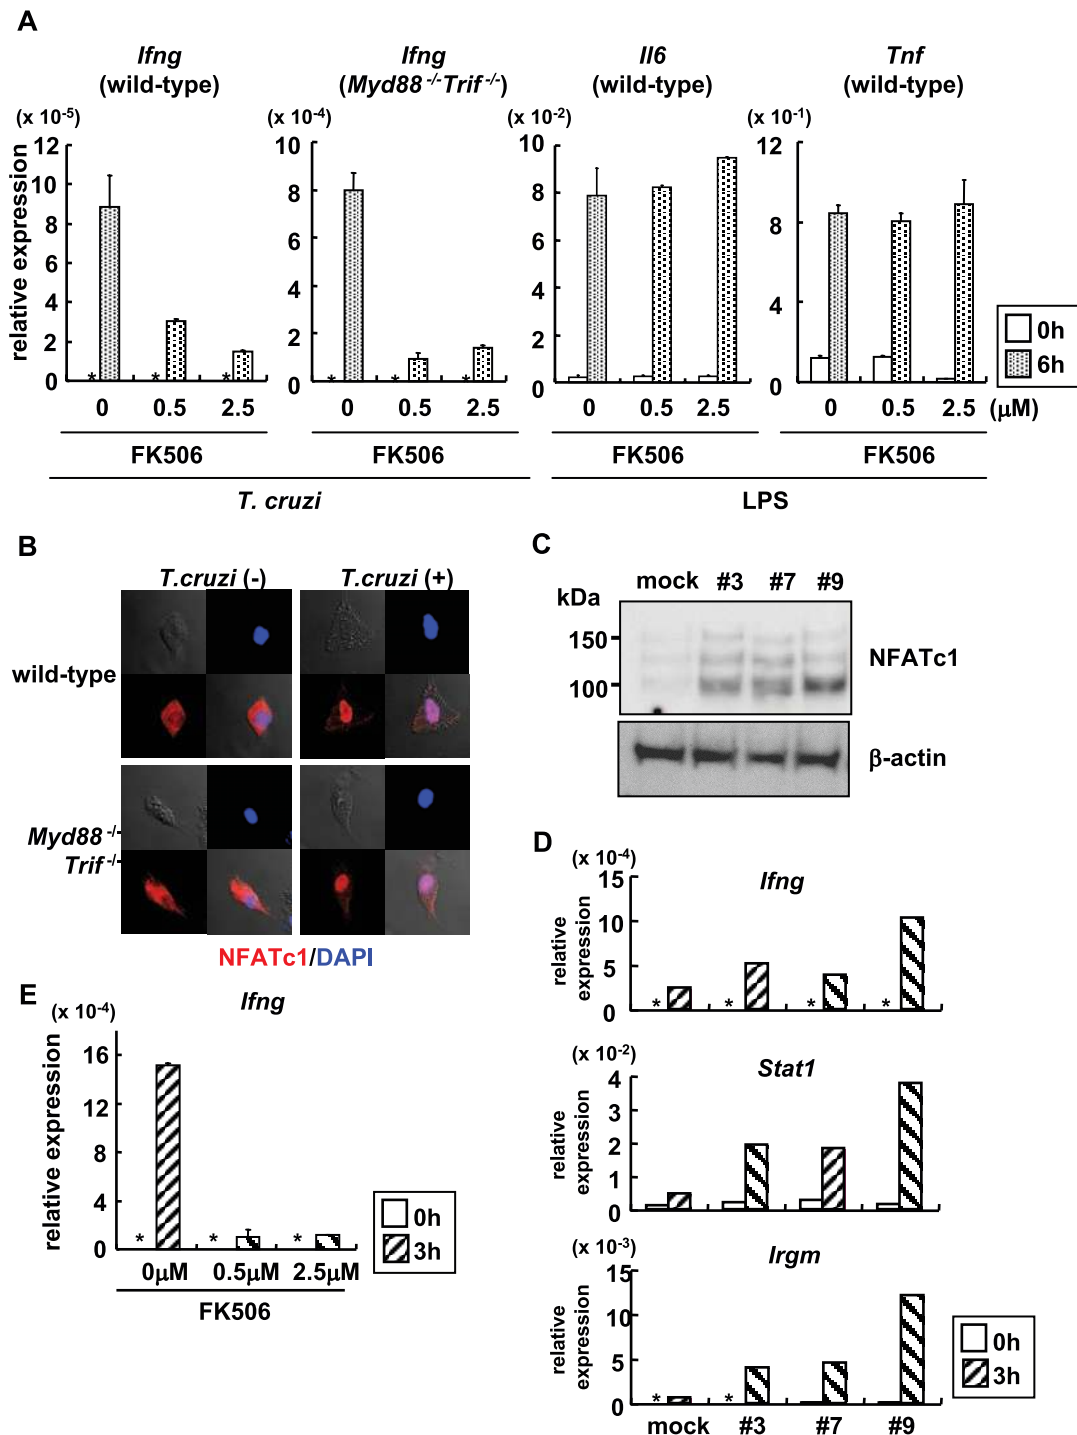 A
Ifng Ifng Il6 Tnf
(wild-type) (Myd88 -/- Trif -/-) (wild-type) (wild-type)
(x 10-5) (x 10-4) (x 10-2) (x 10-1)
relative expression
12 10 8 6 4 2 0
10 8 6 4 2 0
10 8 6 4 2 0
12 8 4 0
* * * * * *
0 0.5 2.5 0 0.5 2.5 0 0.5 2.5 0 0.5 2.5 (μM)
FK506 FK506 FK506 FK506
T. cruzi LPS
0h
6h
B
T.cruzi (-) T.cruzi (+)
wild-type
Myd88 -/-
Trif -/-
NFATc1/DAPI
C
mock #3 #7 #9
kDa
150
100
NFATc1
β-actin
D
(x 10-4)
Ifng
relative expression
15
10
5
0
* * * *
(x 10-2)
Stat1
relative expression
4
3
2
1
0
(x 10-3)
Irgm
relative expression
15
10
5
0
* *
mock #3 #7 #9
0h
3h
E
Ifng
(x 10-4)
relative expression
16
12
8
4
0
* * *
0μM 0.5μM 2.5μM
FK506
0h
3h